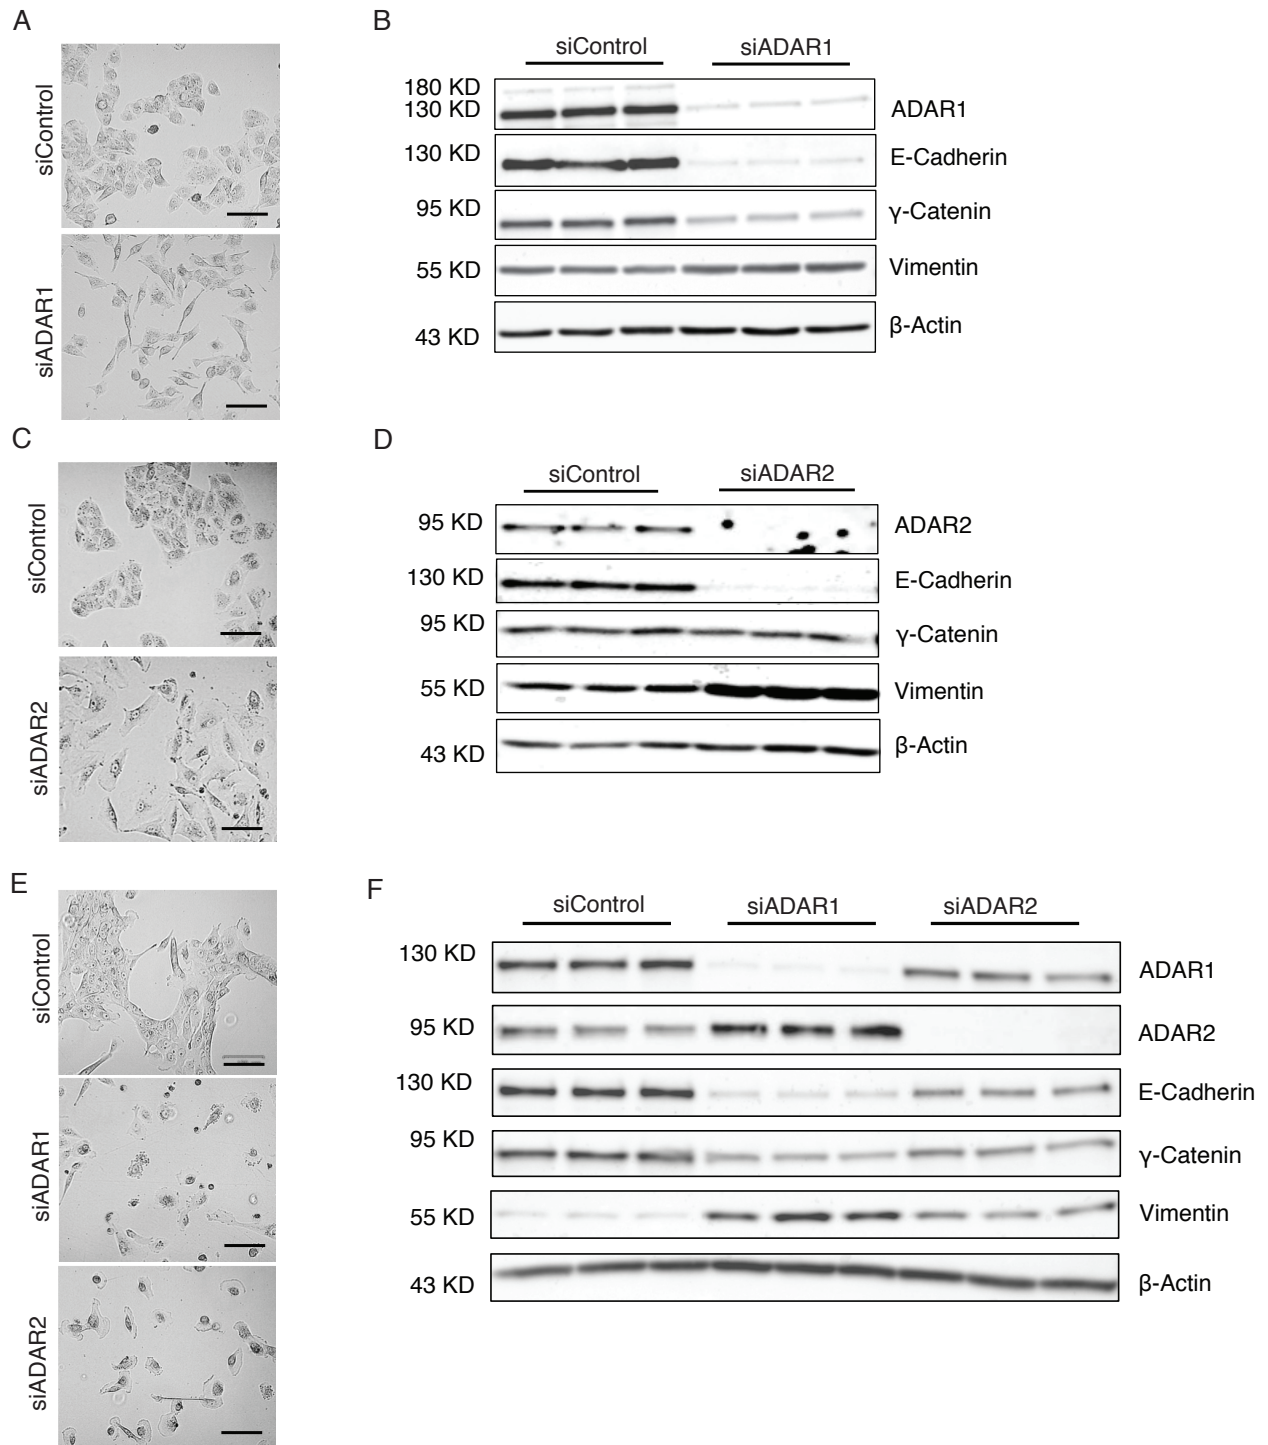 A
siControl
siADAR1
B
siControl siADAR1
180 KD
130 KD ADAR1
130 KD E-Cadherin
95 KD γ-Catenin
55 KD Vimentin
43 KD β-Actin
C
siControl
siADAR2
D
siControl siADAR2
95 KD ADAR2
130 KD E-Cadherin
95 KD γ-Catenin
55 KD Vimentin
43 KD β-Actin
E
siControl
siADAR1
siADAR2
F
siControl siADAR1 siADAR2
130 KD ADAR1
95 KD ADAR2
130 KD E-Cadherin
95 KD γ-Catenin
55 KD Vimentin
43 KD β-Actin